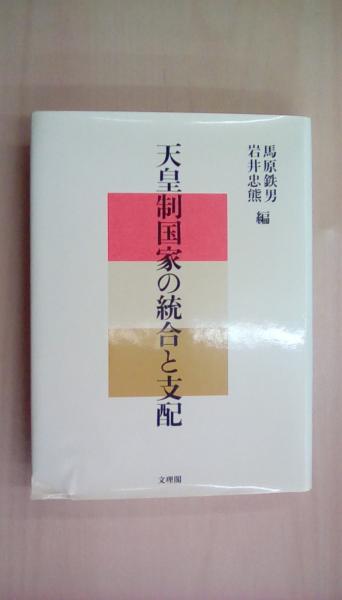 馬原鉄男
岩井忠熊 編
天皇制国家の統合と支配
文理閣